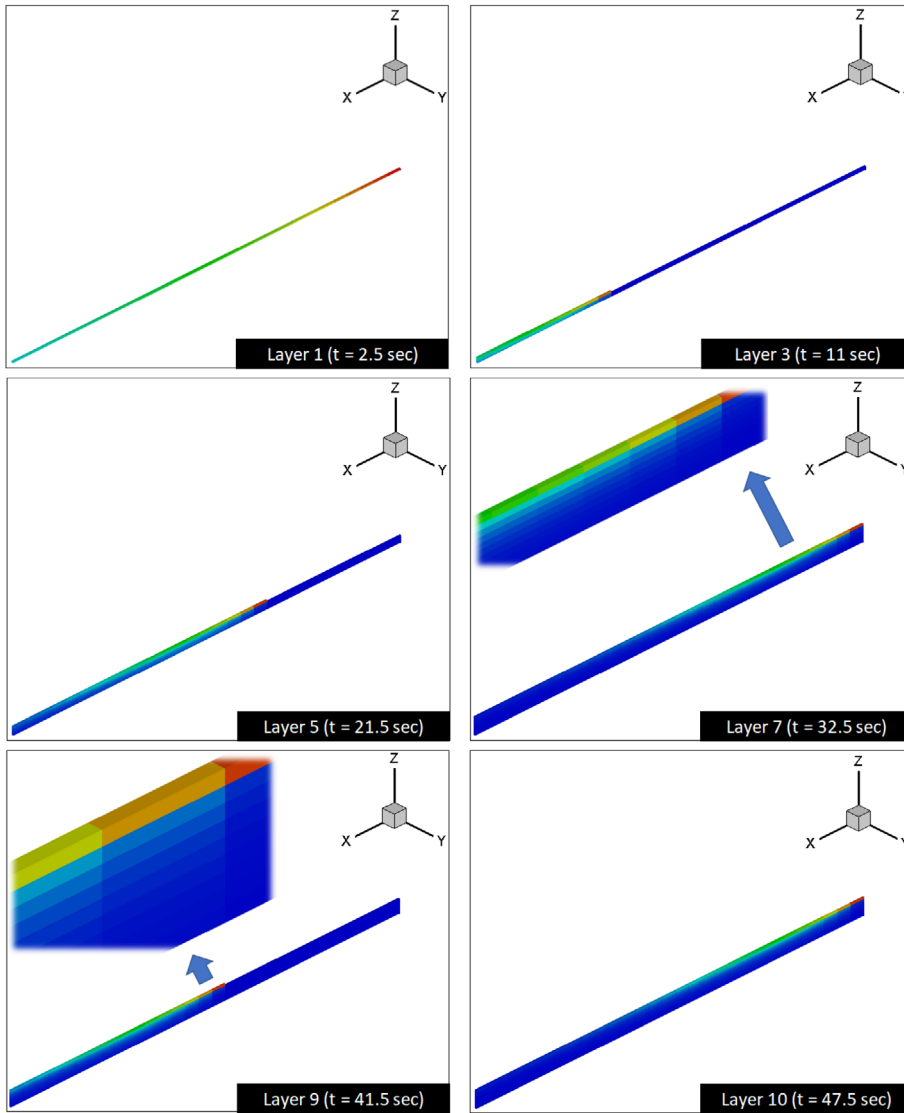 Z
X
Y
Layer 1 (t = 2.5 sec)
Z
X
Y
Layer 3 (t = 11 sec)
Z
X
Y
Layer 5 (t = 21.5 sec)
Z
X
Y
Layer 7 (t = 32.5 sec)
Z
X
Y
Layer 9 (t = 41.5 sec)
Z
X
Y
Layer 10 (t = 47.5 sec)